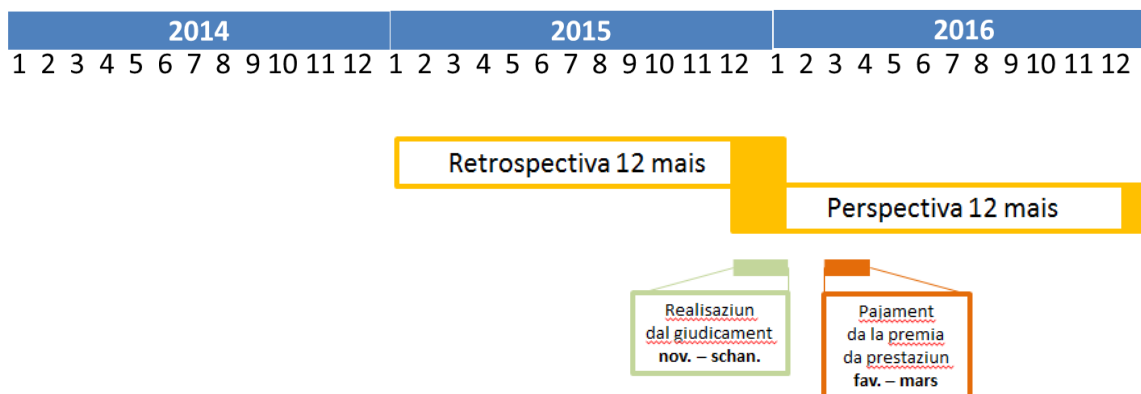 2014 2015 2016
1 2 3 4 5 6 7 8 9 10 11 12 1 2 3 4 5 6 7 8 9 10 11 12 1 2 3 4 5 6 7 8 9 10 11 12
Retrospectiva 12 mais
Perspectiva 12 mais
Realisaziun
dal giudicament
nov. – schan.
Pajament
da la premia
da prestaziun
fav. – mars